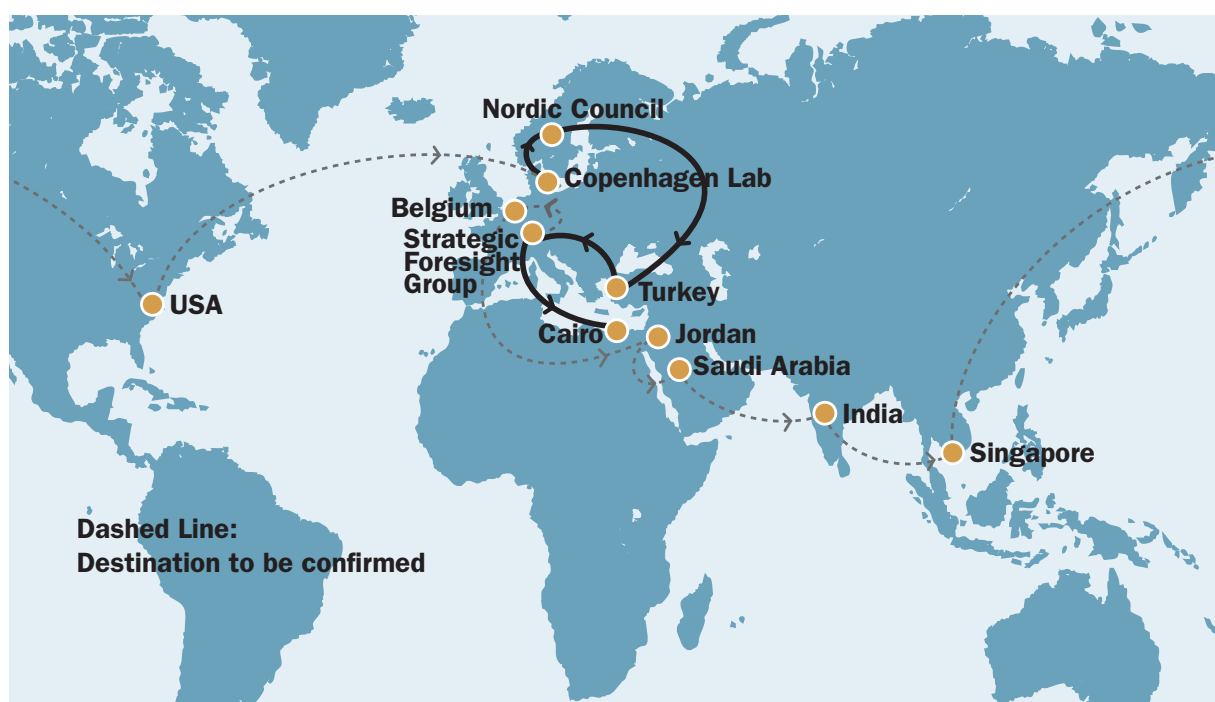 Nordic Council
Copenhagen Lab
Belgium
Strategic
Foresight
Group
Turkey
USA
Cairo
Jordan
Saudi Arabia
India
Singapore
Dashed Line:
Destination to be confirmed